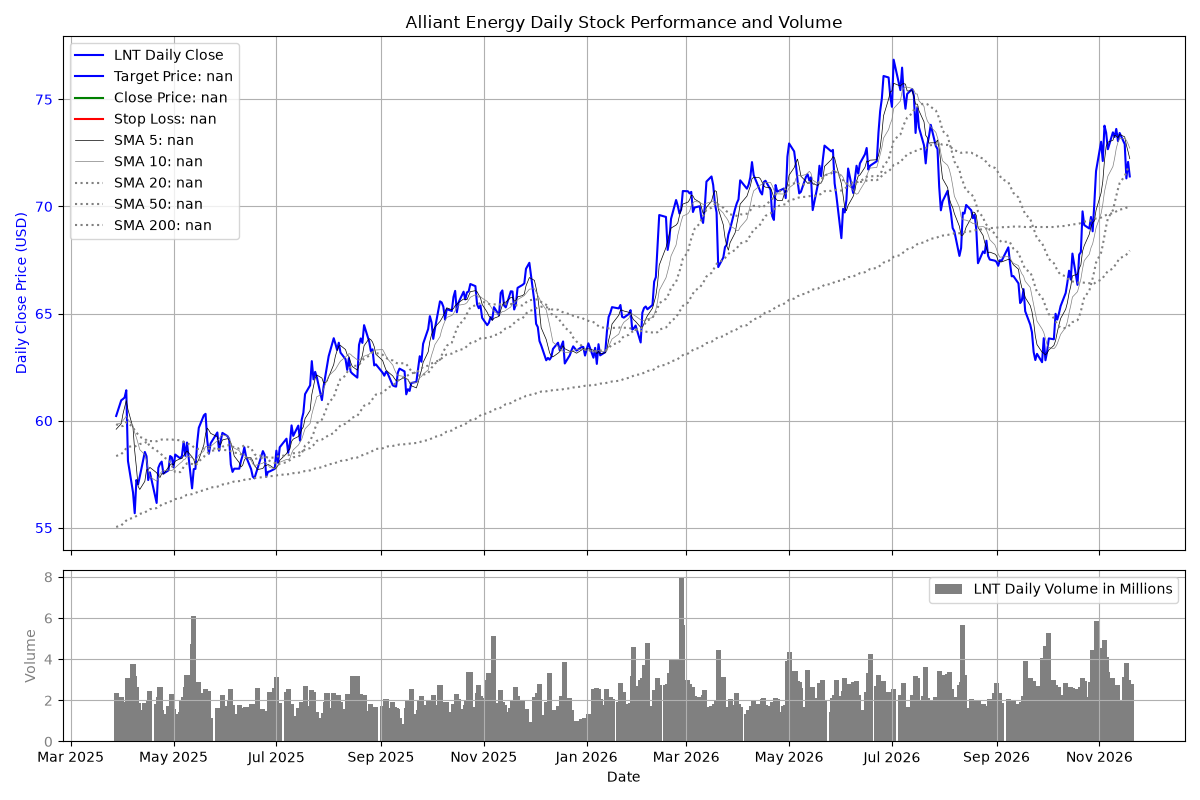 Alliant Energy Daily Stock Performance and Volume
LNT Daily Close
Target Price: nan
Close Price: nan
Stop Loss: nan
SMA 5: nan
SMA 10: nan
SMA 20: nan
SMA 50: nan
SMA 200: nan
Daily Close Price (USD)
75
70
65
60
55
LNT Daily Volume in Millions
Volume
8
6
4
2
0
Mar 2025 May 2025 Jul 2025 Sep 2025 Nov 2025 Jan 2026 Mar 2026 May 2026 Jul 2026 Sep 2026 Nov 2026
Date